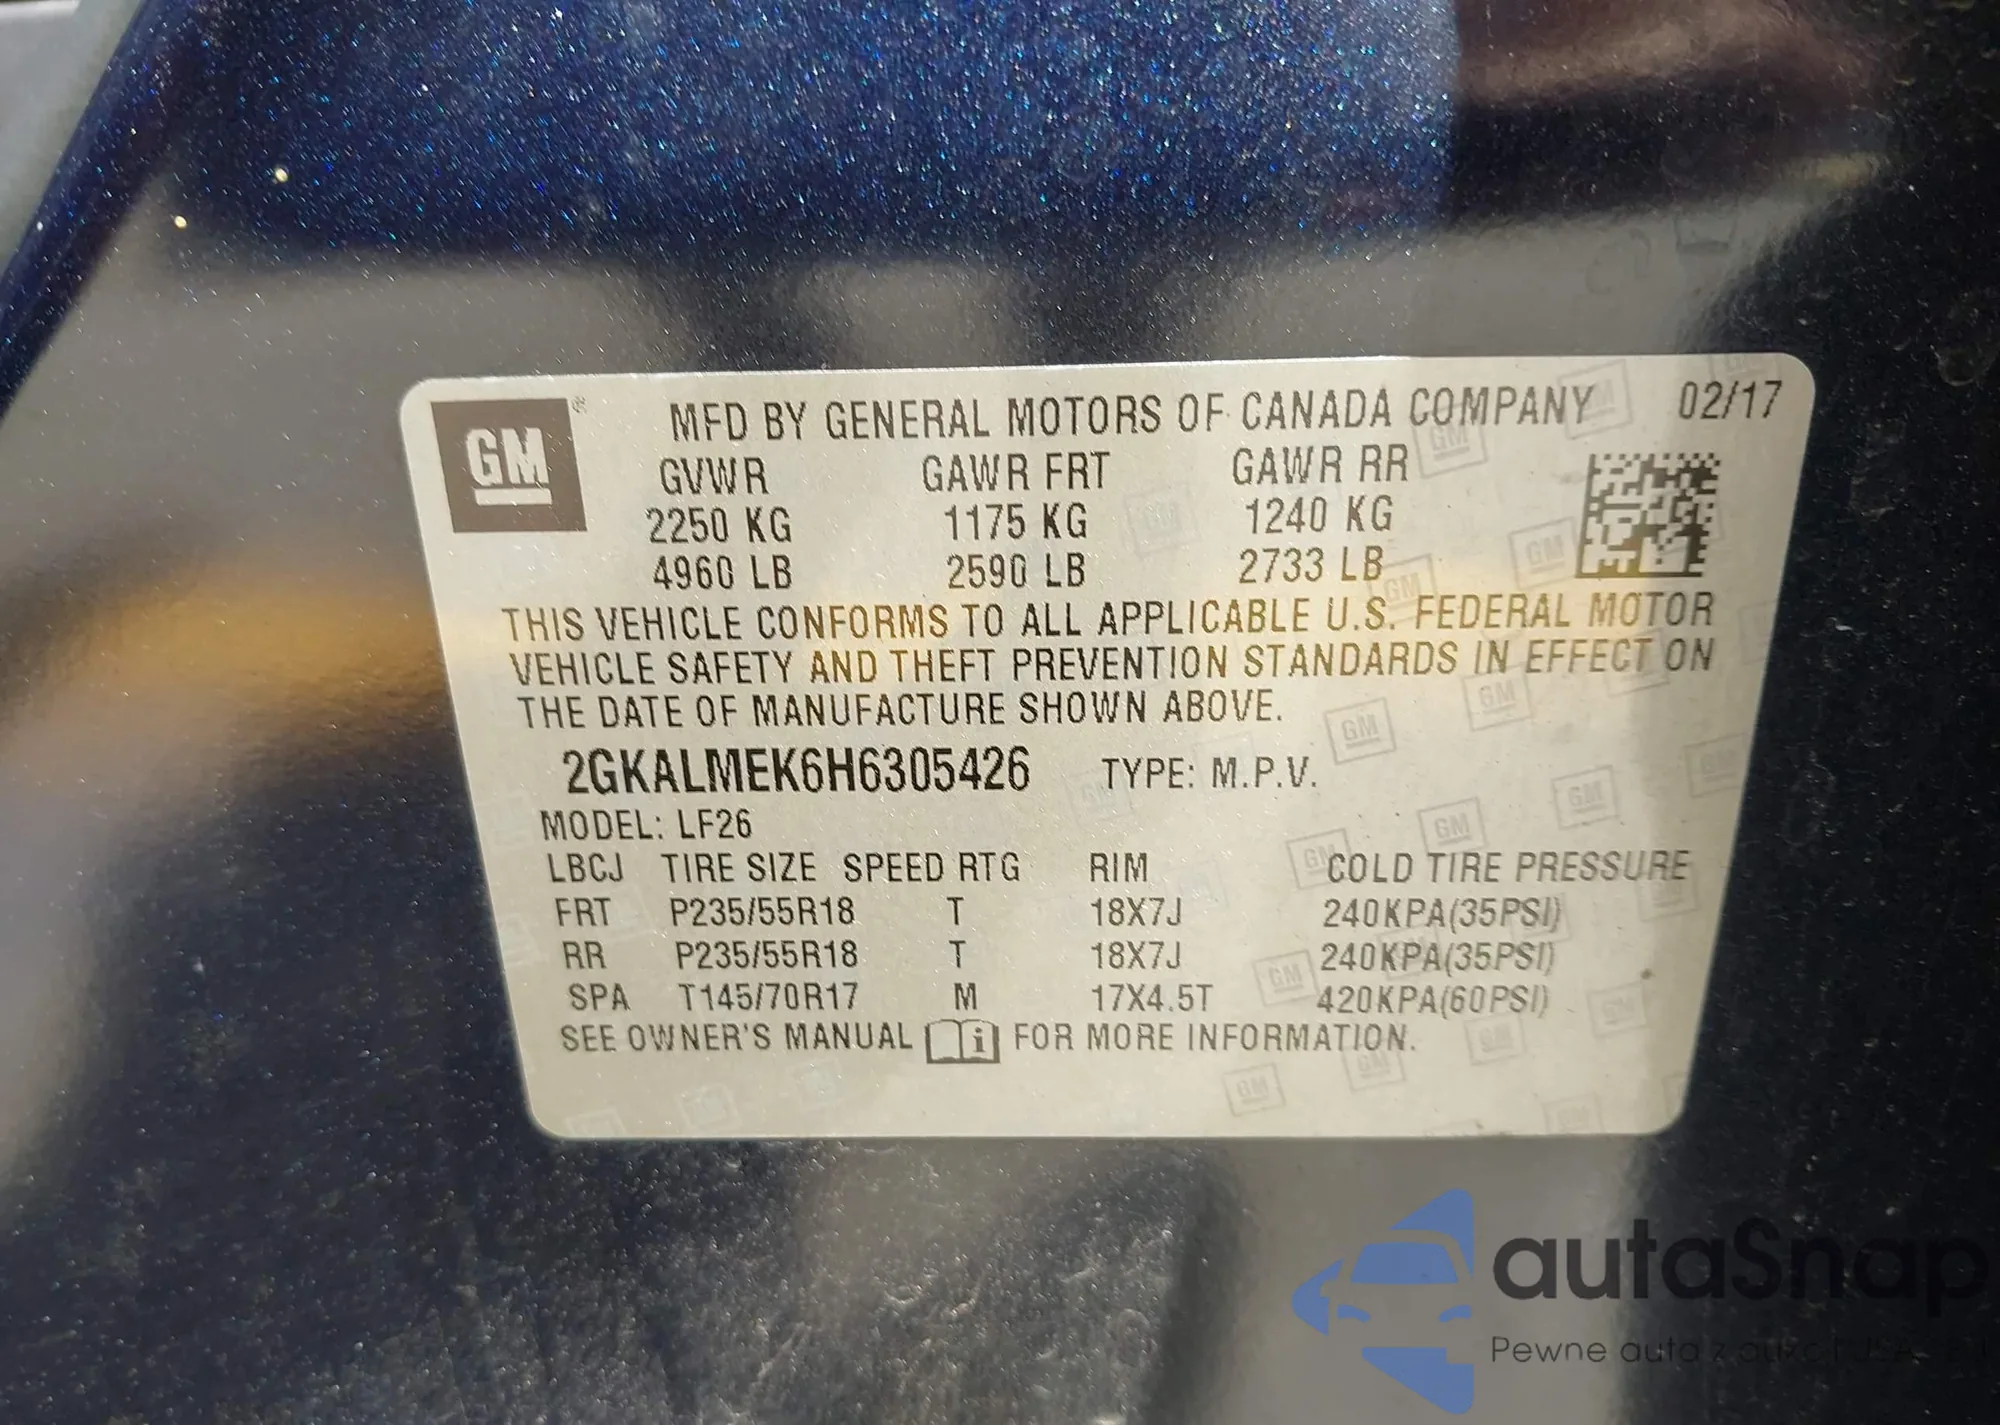 GM ® MFD BY GENERAL MOTORS OF CANADA COMPANY 02/17
GVWR GAWR FRT GAWR RR
2250 KG 1175 KG 1240 KG
4960 LB 2590 LB 2733 LB
THIS VEHICLE CONFORMS TO ALL APPLICABLE U.S. FEDERAL MOTOR
VEHICLE SAFETY AND THEFT PREVENTION STANDARDS IN EFFECT ON
THE DATE OF MANUFACTURE SHOWN ABOVE.
2GKALMEK6H6305426 TYPE: M.P.V.
MODEL: LF26
LBCJ TIRE SIZE SPEED RTG RIM COLD TIRE PRESSURE
FRT P235/55R18 T 18X7J 240KPA(35PSI)
RR P235/55R18 T 18X7J 240KPA(35PSI)
SPA T145/70R17 M 17X4.5T 420KPA(60PSI)
SEE OWNER'S MANUAL i FOR MORE INFORMATION.
autaSnap
Pewne auta z aukcji USA